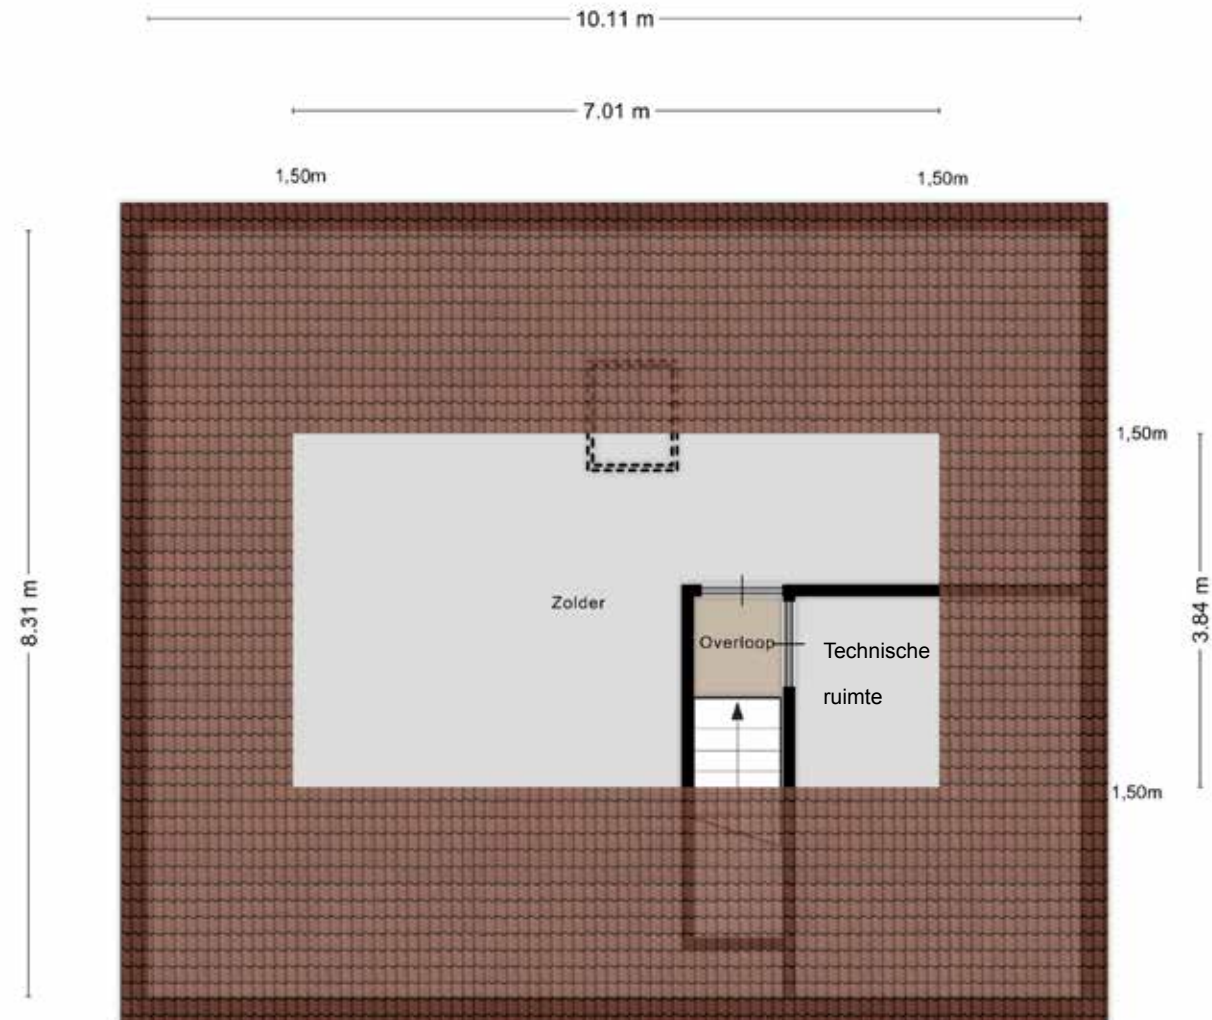 10.11 m
7.01 m
1,50m
1,50m
1,50m
8.31 m
3.84 m
Zolder
Overloop
Technische
ruimte
1,50m